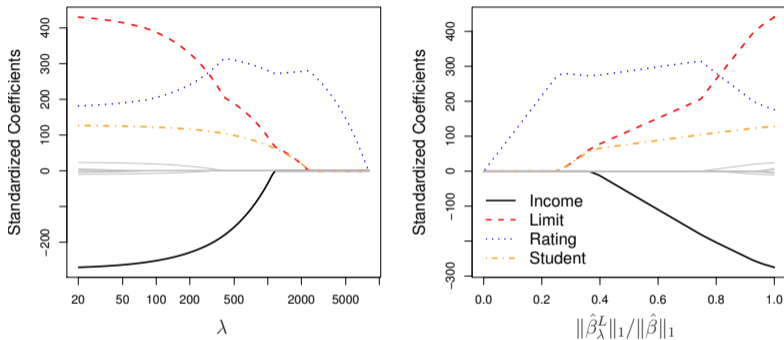 400
300
200
100
0
−200
Standardized Coefficients
20 50 100 200 500 2000 5000
λ
400
300
200
100
0
−100
−300
Standardized Coefficients
Income
Limit
Rating
Student
0.0 0.2 0.4 0.6 0.8 1.0
‖β̂λᴸ‖₁/‖β̂‖₁